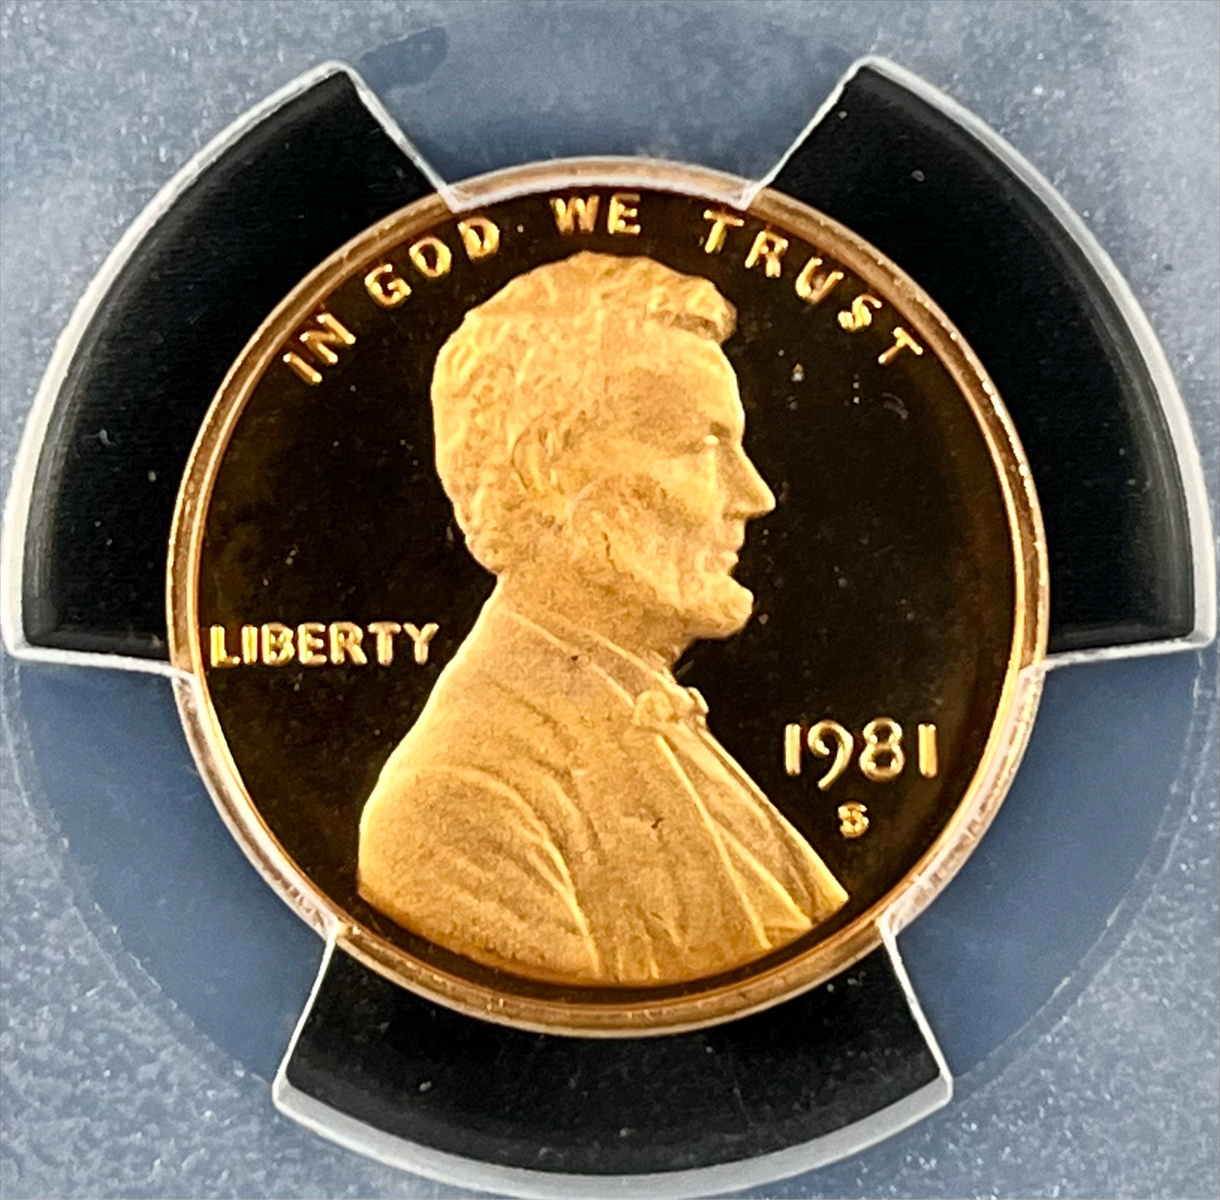 IN GOD WE TRUST
LIBERTY
1981
S